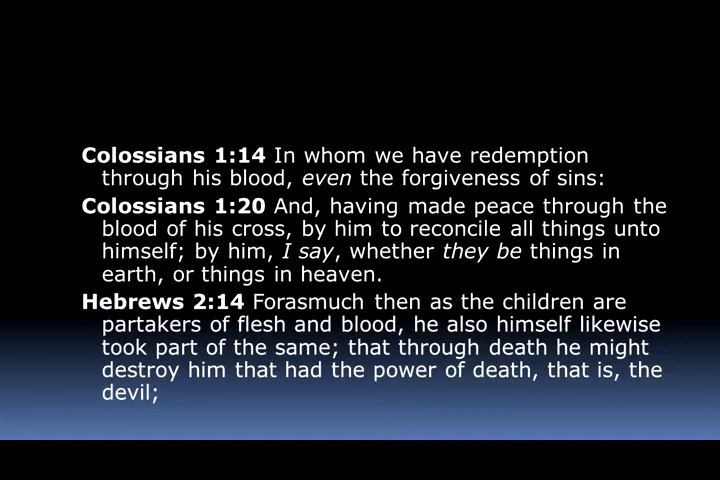 Colossians 1:14 In whom we have redemption
through his blood, even the forgiveness of sins:
Colossians 1:20 And, having made peace through the
blood of his cross, by him to reconcile all things unto
himself; by him, I say, whether they be things in
earth, or things in heaven.
Hebrews 2:14 Forasmuch then as the children are
partakers of flesh and blood, he also himself likewise
took part of the same; that through death he might
destroy him that had the power of death, that is, the
devil;